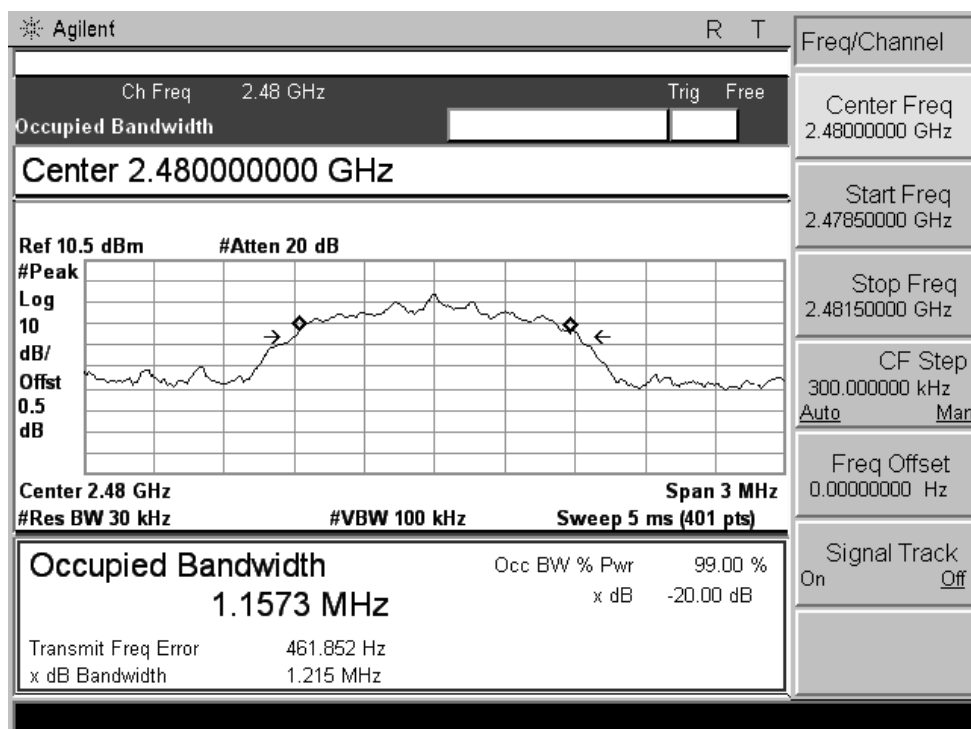 Agilent R T
Ch Freq 2.48 GHz Trig Free
Occupied Bandwidth
Center 2.480000000 GHz
Ref 10.5 dBm #Atten 20 dB
#Peak
Log
10
dB/
Offst
0.5
dB
Center 2.48 GHz Span 3 MHz
#Res BW 30 kHz #VBW 100 kHz Sweep 5 ms (401 pts)
Occupied Bandwidth Occ BW % Pwr 99.00 %
1.1573 MHz x dB -20.00 dB
Transmit Freq Error 461.852 Hz
x dB Bandwidth 1.215 MHz
Freq/Channel
Center Freq
2.48000000 GHz
Start Freq
2.47850000 GHz
Stop Freq
2.48150000 GHz
CF Step
300.000000 kHz
Auto Man
Freq Offset
0.00000000 Hz
Signal Track
On Off